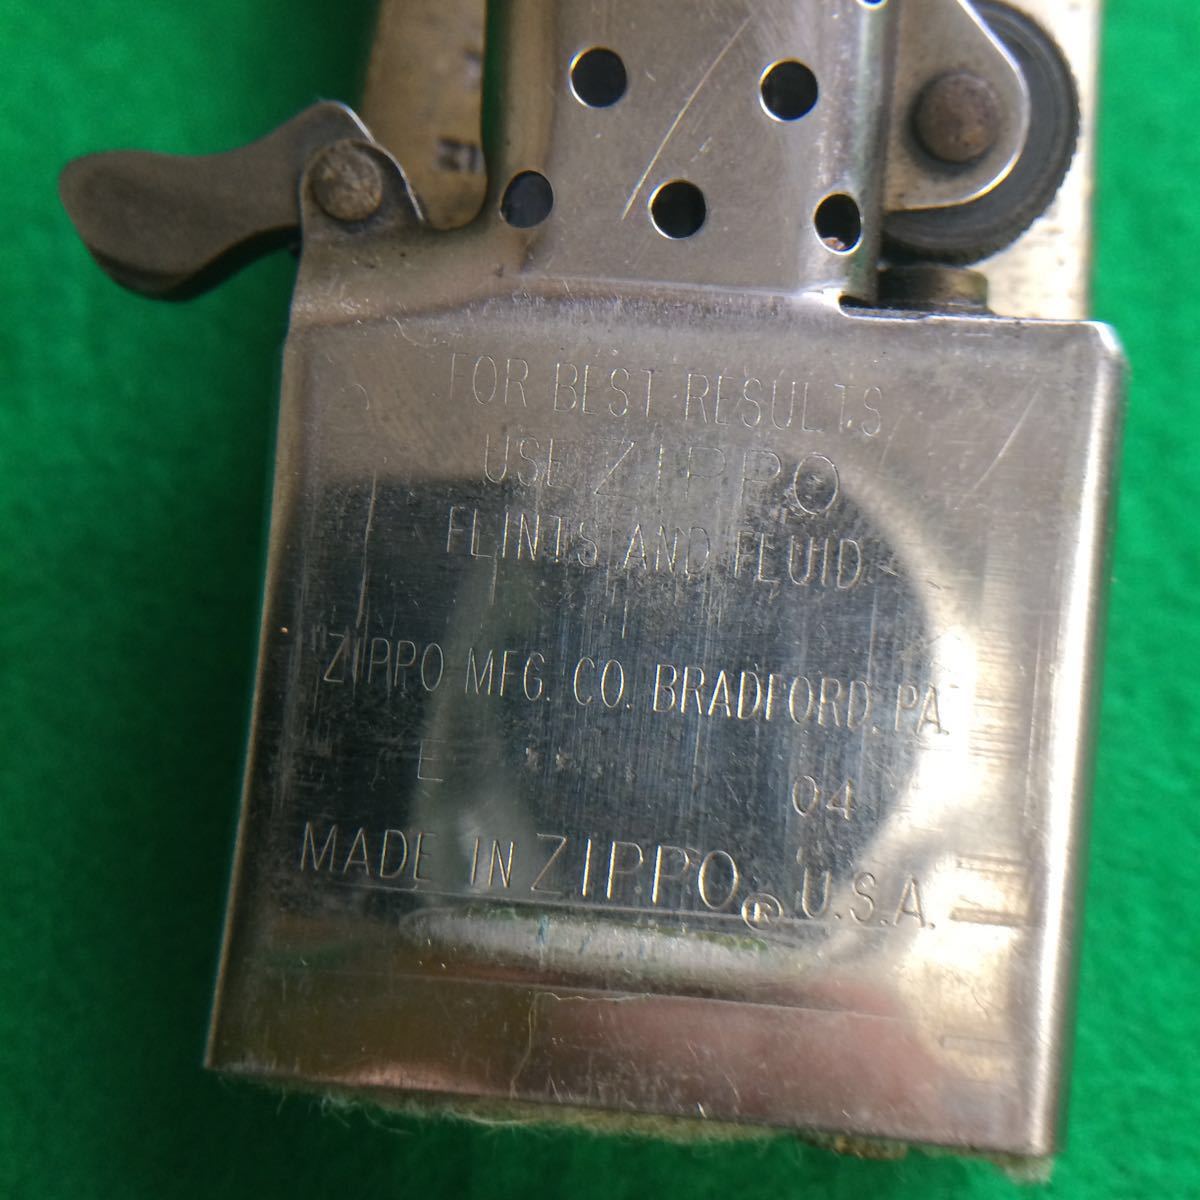 FOR BEST RESULTS
USE ZIPPO
FLINTS AND FLUID
ZIPPO MFG. CO. BRADFORD, PA.
E 04
MADE IN ZIPPO® U.S.A.